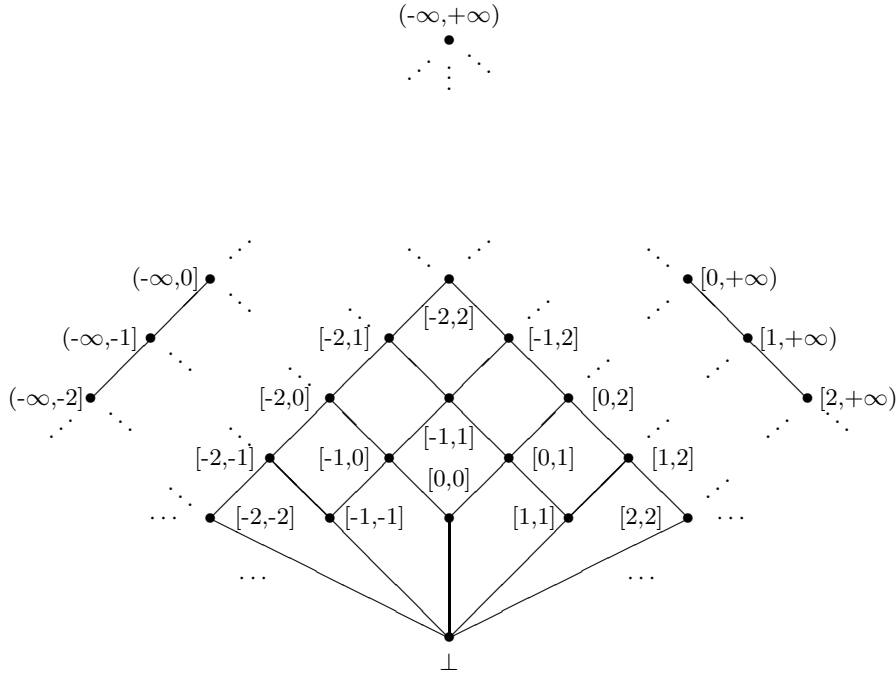 (-∞,+∞)
(-∞,0] [0,+∞)
[-2,2]
(-∞,-1] [-2,1] [-1,2] [1,+∞)
(-∞,-2] [-2,0] [0,2] [2,+∞)
[-1,1]
[-2,-1] [-1,0] [0,1] [1,2]
[0,0]
[-2,-2] [-1,-1] [1,1] [2,2]
⊥